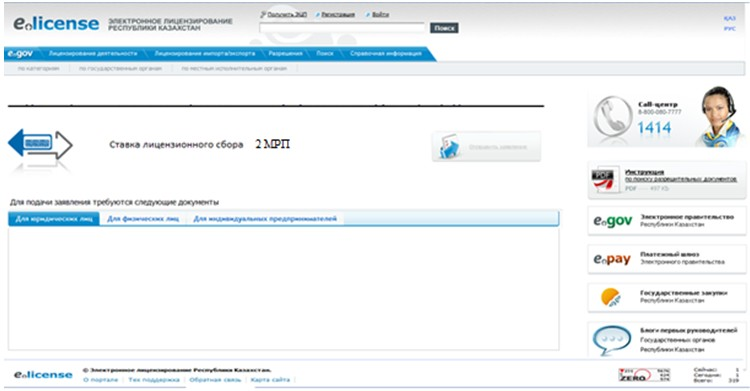 Получить ЭЦП Регистрация Войти
e.license ЭЛЕКТРОННОЕ ЛИЦЕНЗИРОВАНИЕ
РЕСПУБЛИКИ КАЗАХСТАН
Поиск
ҚАЗ
РУС
e.gov Лицензирование деятельности Лицензирование импорта/экспорта Разрешения Поиск Справочная информация
по категориям по государственным органам по местным исполнительным органам
Ставка лицензионного сбора 2 МРП
Отправить заявление
Для подачи заявления требуются следующие документы
Для юридических лиц Для физических лиц Для индивидуальных предпринимателей
Call-центр
8-800-080-7777
1414
Инструкция
по поиску разрешительных документов
PDF
PDF — 497 КБ
e.gov Электронное правительство
Республики Казахстан
e.pay Платежный шлюз
Электронного правительства
Государственные закупки
Республики Казахстан
Блоги первых руководителей
Государственных органов
Республики Казахстан
e.license © Электронное лицензирование Республики Казахстан.
О портале Тех поддержка Обратная связь Карта сайта
ZERO
Сейчас: 1
Сегодня: 1
Всего: 210